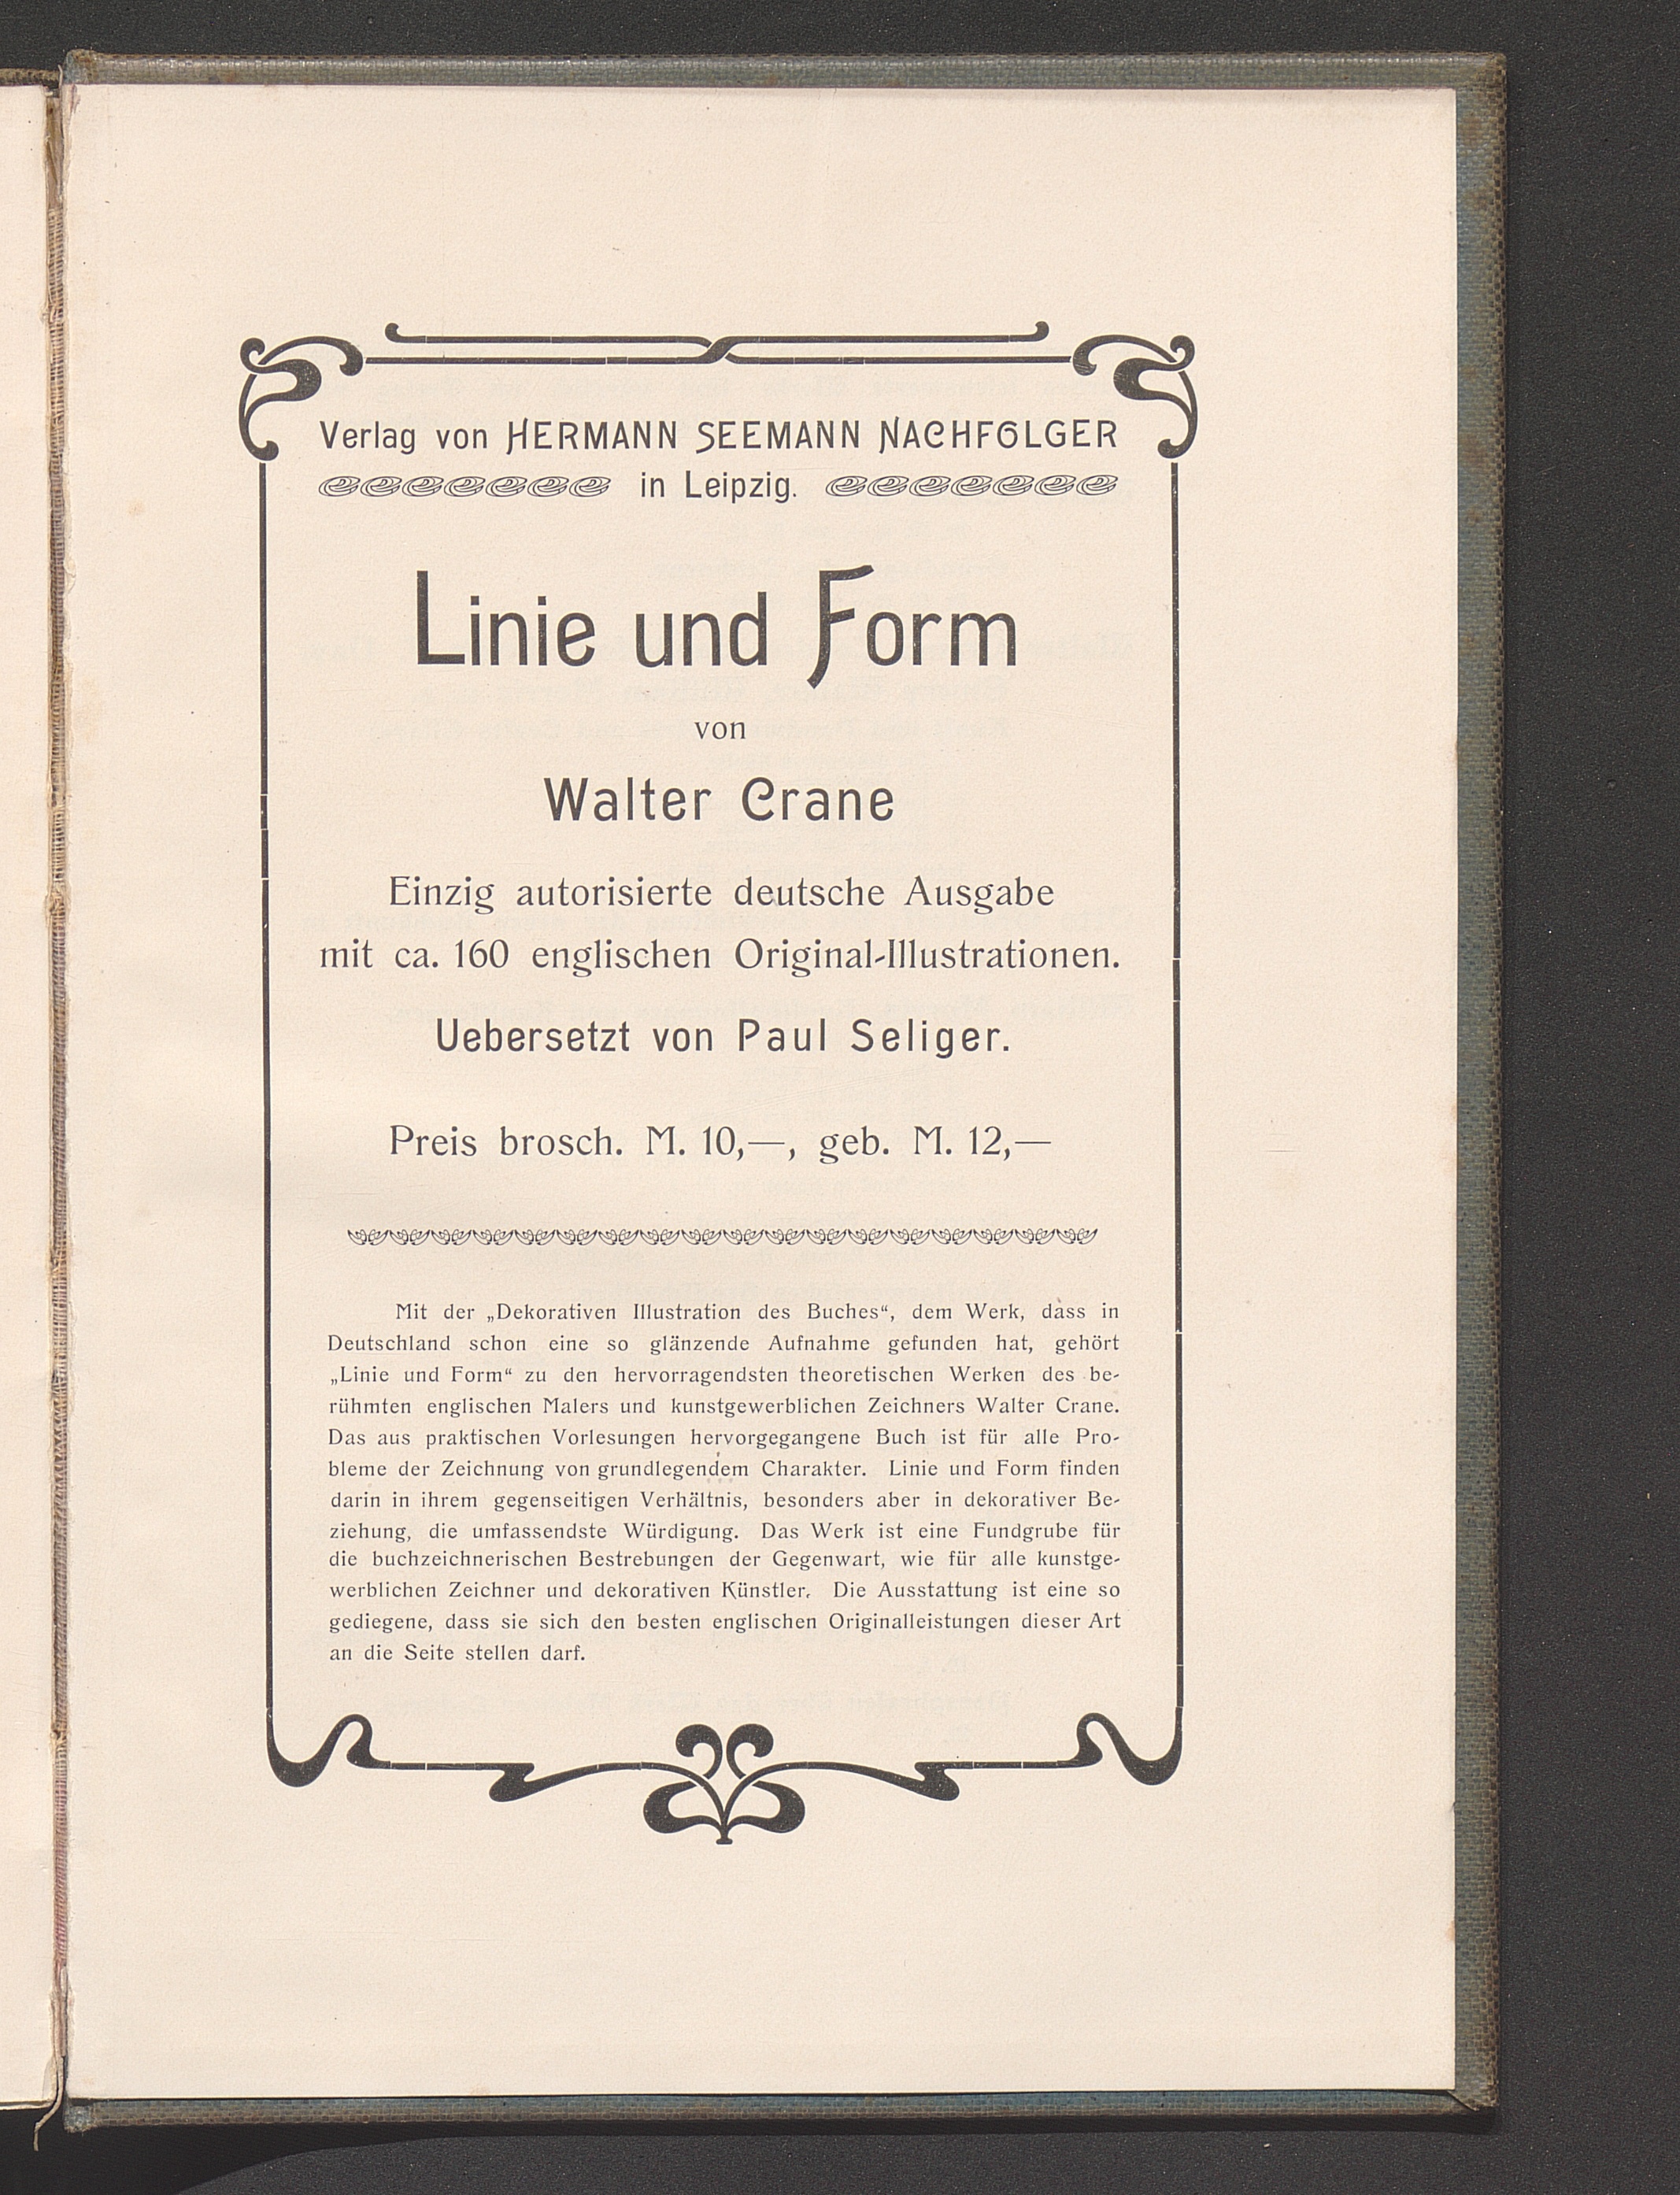 Verlag von HERMANN SEEMANN NACHFOLGER
in Leipzig.
Linie und Form
von
Walter Crane
Einzig autorisierte deutsche Ausgabe
mit ca. 160 englischen Original-Illustrationen.
Uebersetzt von Paul Seliger.
Preis brosch. M. 10,—, geb. M. 12,—
Mit der „Dekorativen Illustration des Buches“, dem Werk, dass in
Deutschland schon eine so glänzende Aufnahme gefunden hat, gehört
„Linie und Form“ zu den hervorragendsten theoretischen Werken des be-
rühmten englischen Malers und kunstgewerblichen Zeichners Walter Crane.
Das aus praktischen Vorlesungen hervorgegangene Buch ist für alle Pro-
bleme der Zeichnung von grundlegendem Charakter. Linie und Form finden
darin in ihrem gegenseitigen Verhältnis, besonders aber in dekorativer Be-
ziehung, die umfassendste Würdigung. Das Werk ist eine Fundgrube für
die buchzeichnerischen Bestrebungen der Gegenwart, wie für alle kunstge-
werblichen Zeichner und dekorativen Künstler. Die Ausstattung ist eine so
gediegene, dass sie sich den besten englischen Originalleistungen dieser Art
an die Seite stellen darf.